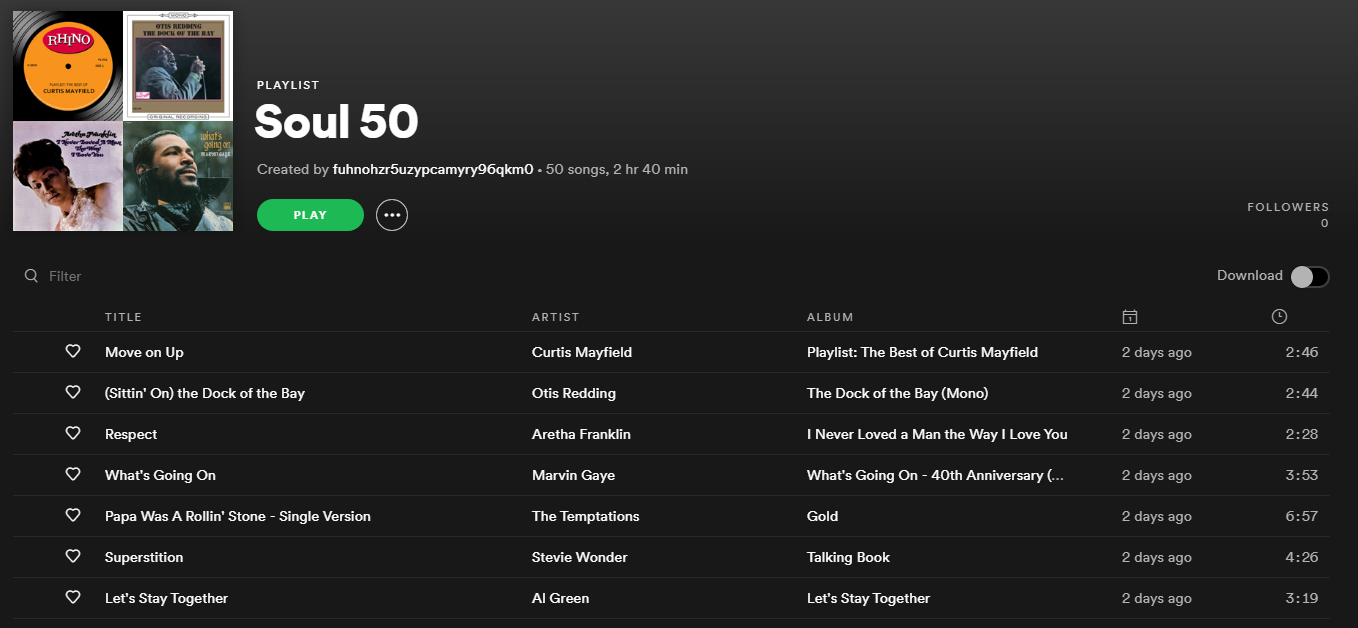 RHINO
PLAYLIST: THE BEST OF
CURTIS MAYFIELD
MONO
OTIS REDDING
THE DOCK OF THE BAY
ORIGINAL RECORDING
Aretha Franklin
I Never Loved A Man
The Way
I Love You
what's
going on
MARVIN GAYE
PLAYLIST
Soul 50
Created by fuhnohzr5uzypcamyry96qkm0 • 50 songs, 2 hr 40 min
PLAY
FOLLOWERS
0
Filter
Download
TITLE ARTIST ALBUM
Move on Up Curtis Mayfield Playlist: The Best of Curtis Mayfield 2 days ago 2:46
(Sittin' On) the Dock of the Bay Otis Redding The Dock of the Bay (Mono) 2 days ago 2:44
Respect Aretha Franklin I Never Loved a Man the Way I Love You 2 days ago 2:28
What's Going On Marvin Gaye What's Going On - 40th Anniversary (... 2 days ago 3:53
Papa Was A Rollin' Stone - Single Version The Temptations Gold 2 days ago 6:57
Superstition Stevie Wonder Talking Book 2 days ago 4:26
Let's Stay Together Al Green Let's Stay Together 2 days ago 3:19